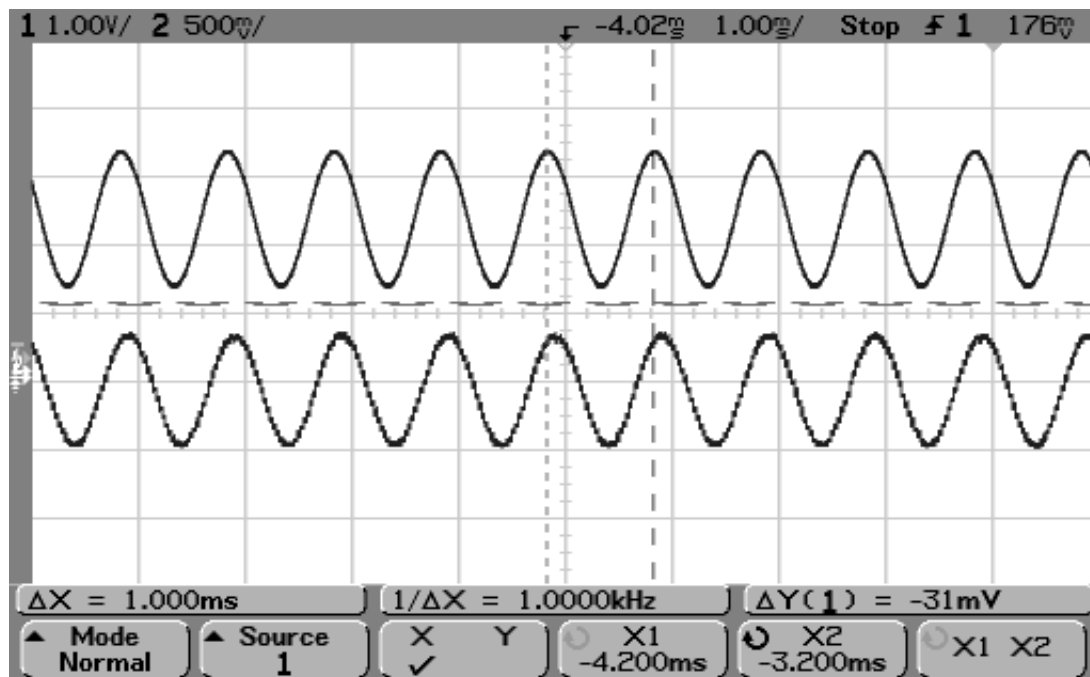 1 1.00V/ 2 500mV/ -4.02ms 1.00ms/ Stop 1 176mV
ΔX = 1.000ms 1/ΔX = 1.0000kHz ΔY(1) = -31mV
Mode Source X Y X1 X2 X1 X2
Normal 1 ✓ -4.200ms -3.200ms